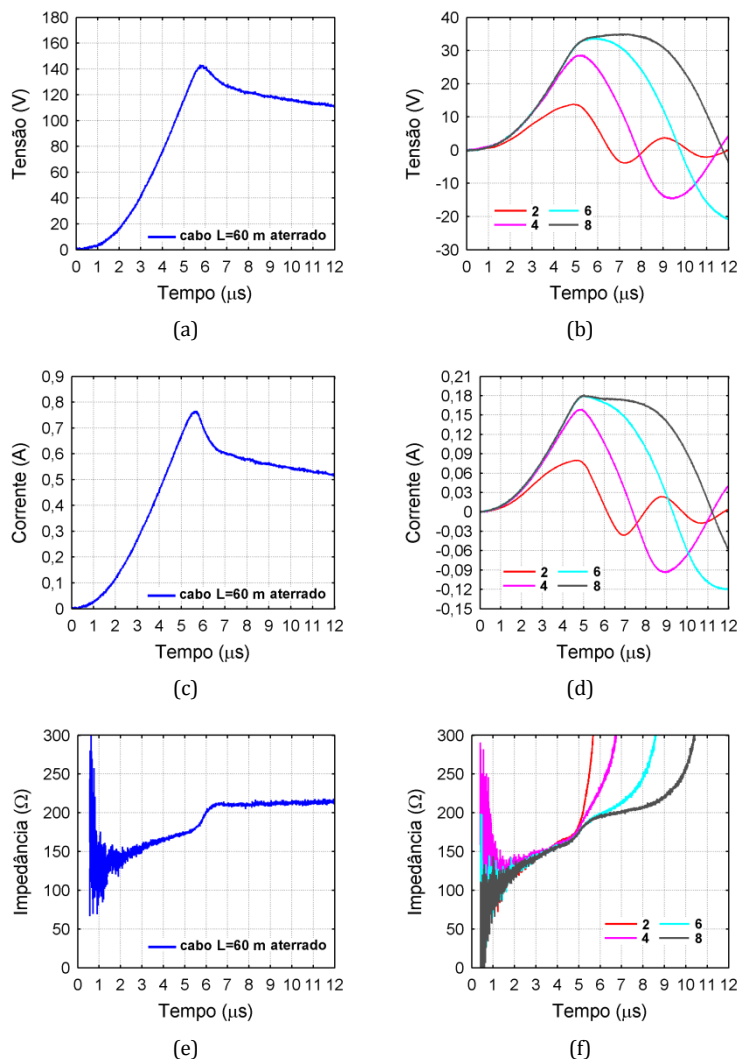 180
160
140
120
100
80
60
40
20
0
Tensão (V)
cabo L=60 m aterrado
0 1 2 3 4 5 6 7 8 9 10 11 12
Tempo (μs)
(a)
40
30
20
10
0
-10
-20
-30
Tensão (V)
2 6
4 8
0 1 2 3 4 5 6 7 8 9 10 11 12
Tempo (μs)
(b)
0,9
0,8
0,7
0,6
0,5
0,4
0,3
0,2
0,1
0
Corrente (A)
cabo L=60 m aterrado
0 1 2 3 4 5 6 7 8 9 10 11 12
Tempo (μs)
(c)
0,21
0,18
0,15
0,12
0,09
0,06
0,03
0
-0,03
-0,06
-0,09
-0,12
-0,15
Corrente (A)
2 6
4 8
0 1 2 3 4 5 6 7 8 9 10 11 12
Tempo (μs)
(d)
300
250
200
150
100
50
0
Impedância (Ω)
cabo L=60 m aterrado
0 1 2 3 4 5 6 7 8 9 10 11 12
Tempo (μs)
(e)
300
250
200
150
100
50
0
Impedância (Ω)
2 6
4 8
0 1 2 3 4 5 6 7 8 9 10 11 12
Tempo (μs)
(f)